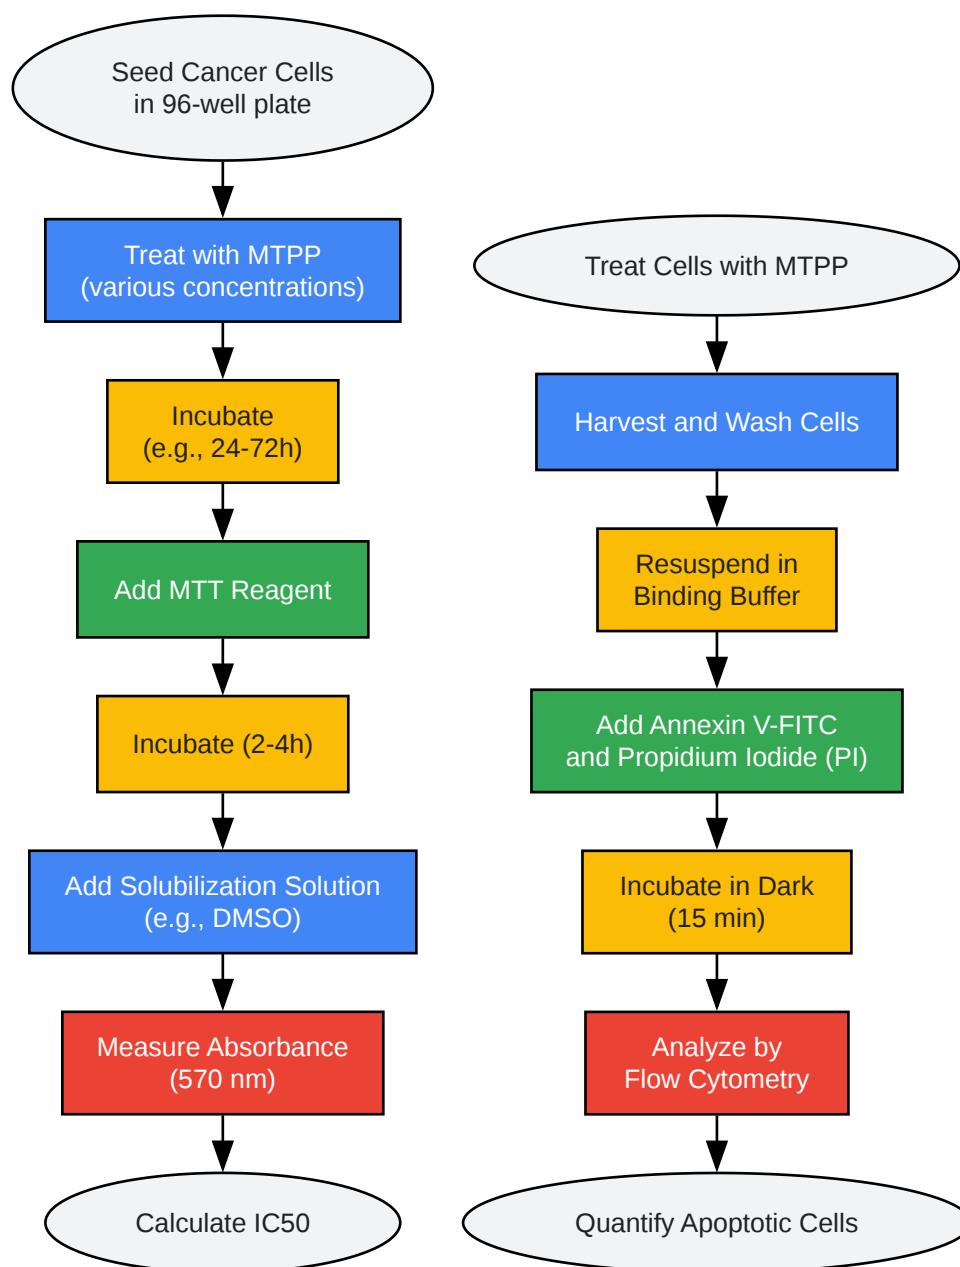 Seed Cancer Cells
in 96-well plate
Treat with MTPP
(various concentrations)
Incubate
(e.g., 24-72h)
Add MTT Reagent
Incubate (2-4h)
Add Solubilization Solution
(e.g., DMSO)
Measure Absorbance
(570 nm)
Calculate IC50
Treat Cells with MTPP
Harvest and Wash Cells
Resuspend in
Binding Buffer
Add Annexin V-FITC
and Propidium Iodide (PI)
Incubate in Dark
(15 min)
Analyze by
Flow Cytometry
Quantify Apoptotic Cells